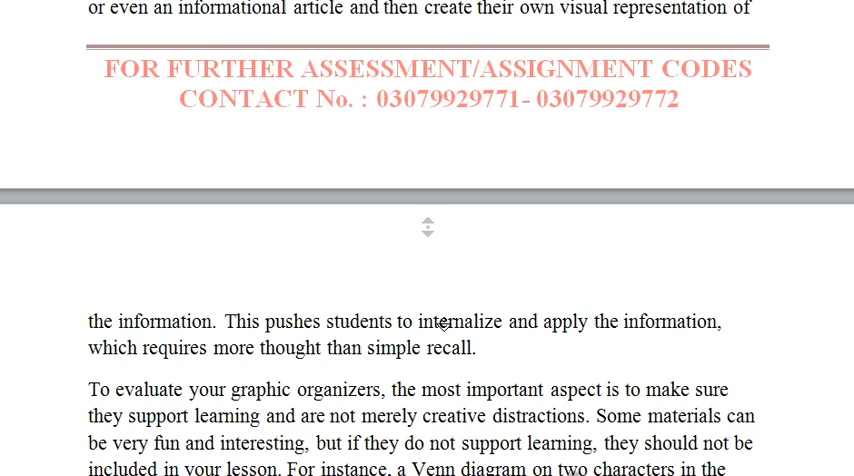 or even an informational article and then create their own visual representation of
FOR FURTHER ASSESSMENT/ASSIGNMENT CODES
CONTACT No. : 03079929771- 03079929772
the information. This pushes students to internalize and apply the information,
which requires more thought than simple recall.
To evaluate your graphic organizers, the most important aspect is to make sure
they support learning and are not merely creative distractions. Some materials can
be very fun and interesting, but if they do not support learning, they should not be
included in your lesson. For instance, a Venn diagram on two characters in the